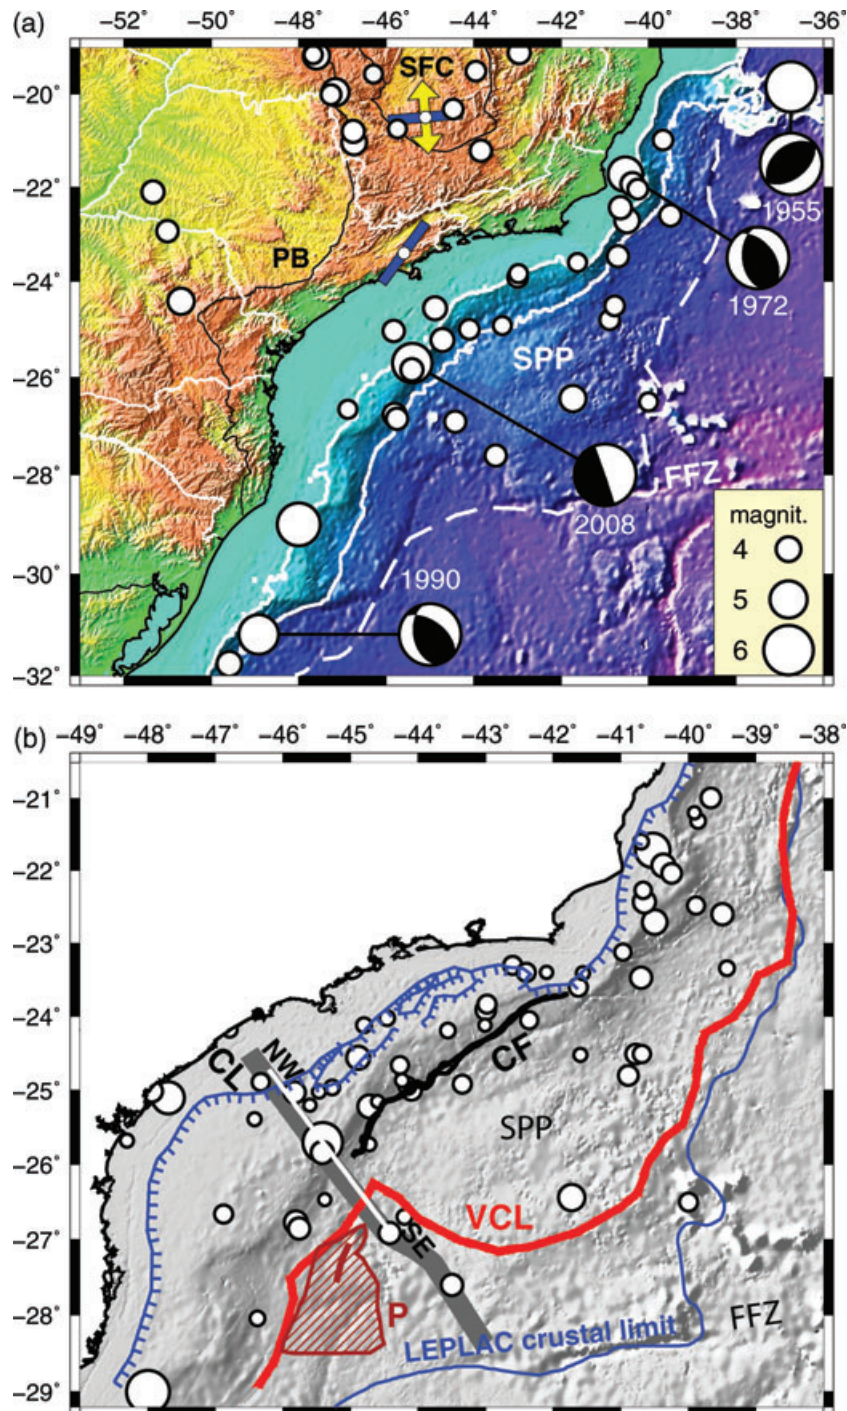 (a)
−52° −50° −48° −46° −44° −42° −40° −38° −36°
−20°
−22°
−24°
−26°
−28°
−30°
−32°
SFC
PB
SPP
FFZ
1955
1972
2008
1990
magnit.
4
5
6
(b)
−49° −48° −47° −46° −45° −44° −43° −42° −41° −40° −39° −38°
−21°
−22°
−23°
−24°
−25°
−26°
−27°
−28°
−29°
CL
NW
CF
SPP
VCL
SE
P
LEPLAC crustal limit
FFZ